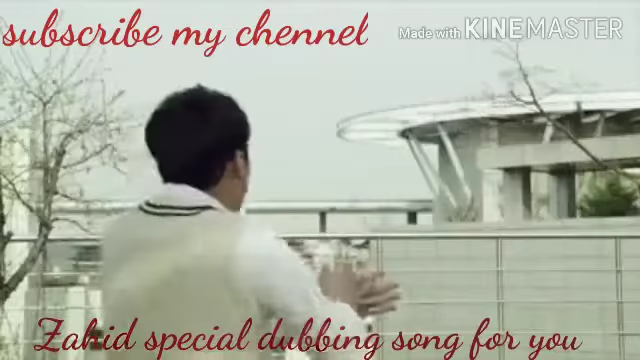 subscribe my chennel
Made with KINEMASTER
Zahid special dubbing song for you